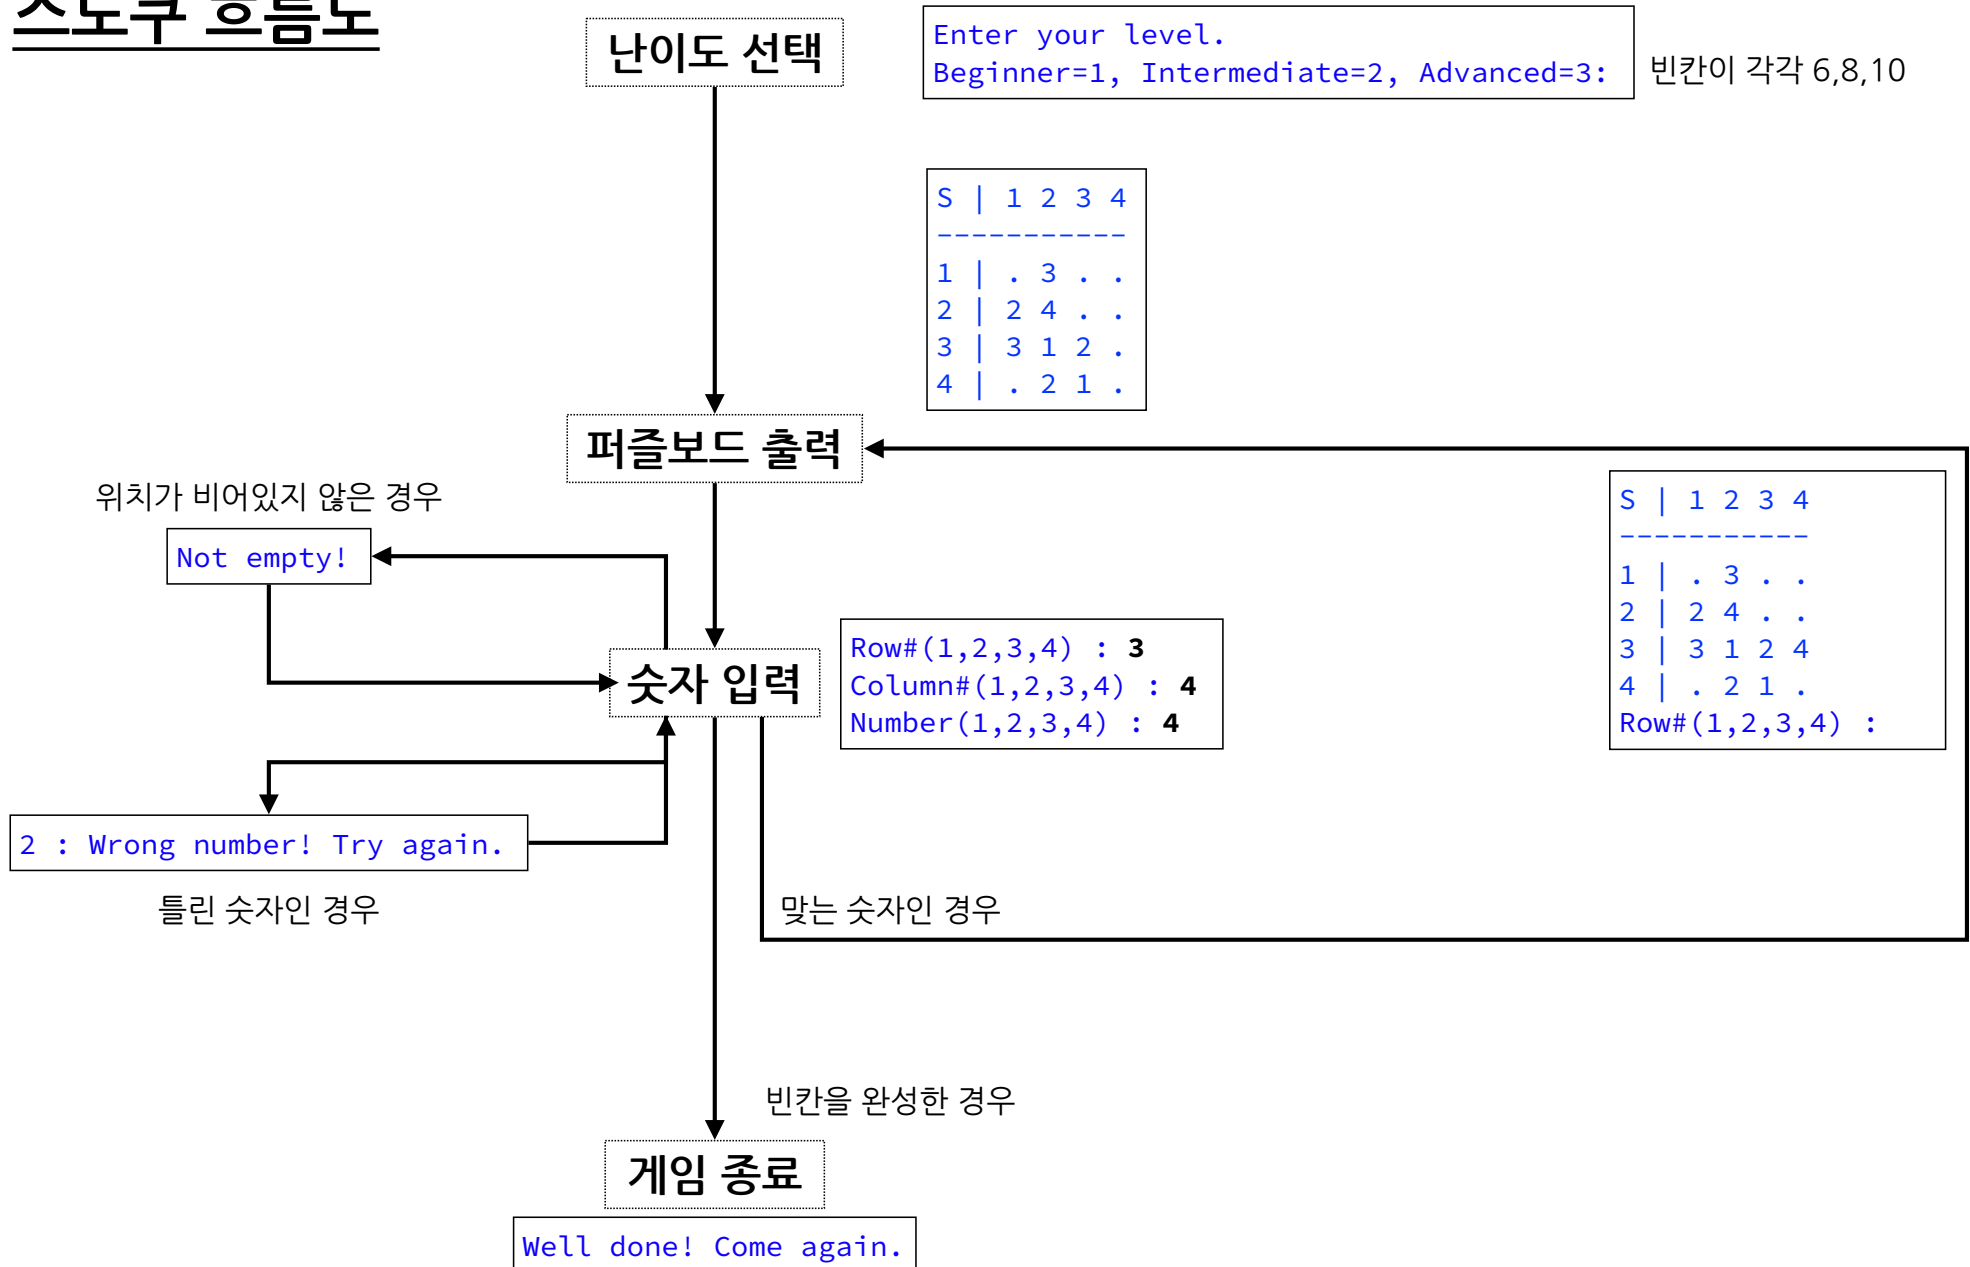 스도쿠 흐름도
난이도 선택
Enter your level.
Beginner=1, Intermediate=2, Advanced=3:
빈칸이 각각 6,8,10
S | 1 2 3 4
-----------
1 | . 3 . .
2 | 2 4 . .
3 | 3 1 2 .
4 | . 2 1 .
퍼즐보드 출력
위치가 비어있지 않은 경우
Not empty!
숫자 입력
Row#(1,2,3,4) : 3
Column#(1,2,3,4) : 4
Number(1,2,3,4) : 4
S | 1 2 3 4
-----------
1 | . 3 . .
2 | 2 4 . .
3 | 3 1 2 4
4 | . 2 1 .
Row#(1,2,3,4) :
2 : Wrong number! Try again.
틀린 숫자인 경우
맞는 숫자인 경우
빈칸을 완성한 경우
게임 종료
Well done! Come again.